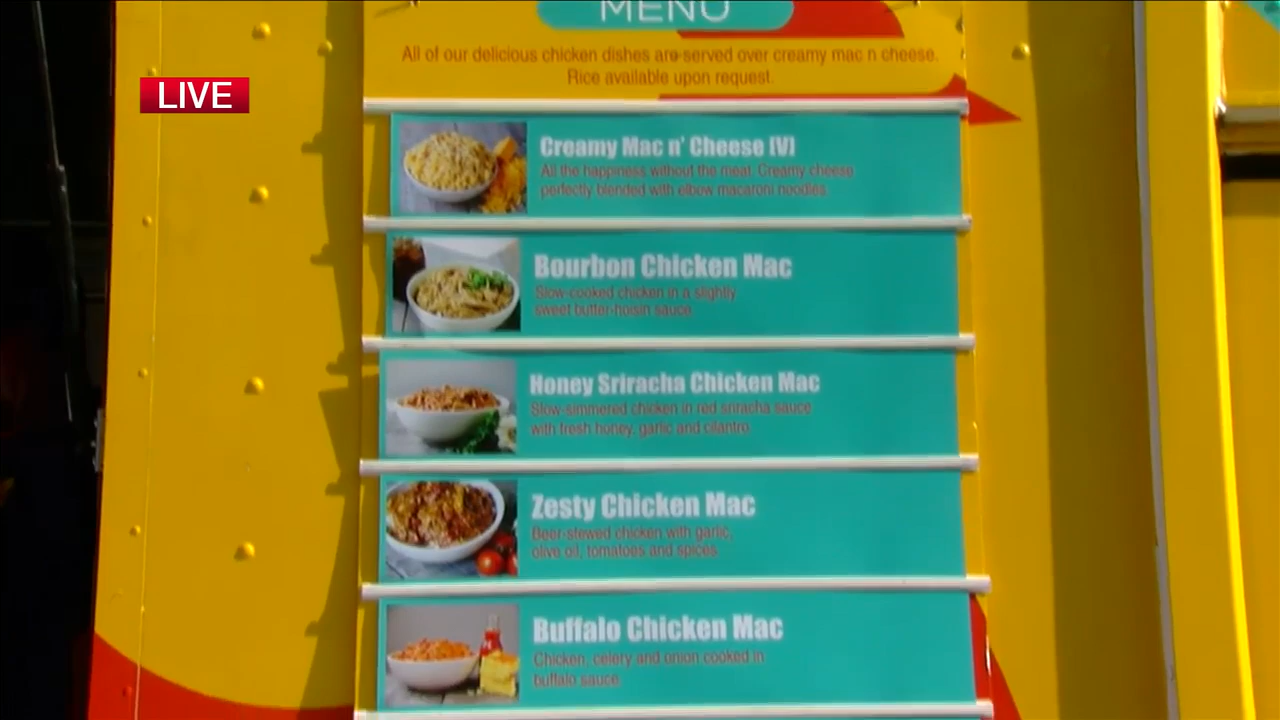 MENU
All of our delicious chicken dishes are served over creamy mac n cheese.
Rice available upon request.
LIVE
Creamy Mac n' Cheese [V]
All the happiness without the meat. Creamy cheese
perfectly blended with elbow macaroni noodles.
Bourbon Chicken Mac
Slow-cooked chicken in a slightly
sweet butter-hoisin sauce.
Honey Sriracha Chicken Mac
Slow-simmered chicken in red sriracha sauce
with fresh honey, garlic and cilantro.
Zesty Chicken Mac
Beer-stewed chicken with garlic,
olive oil, tomatoes and spices.
Buffalo Chicken Mac
Chicken, celery and onion cooked in
buffalo sauce.